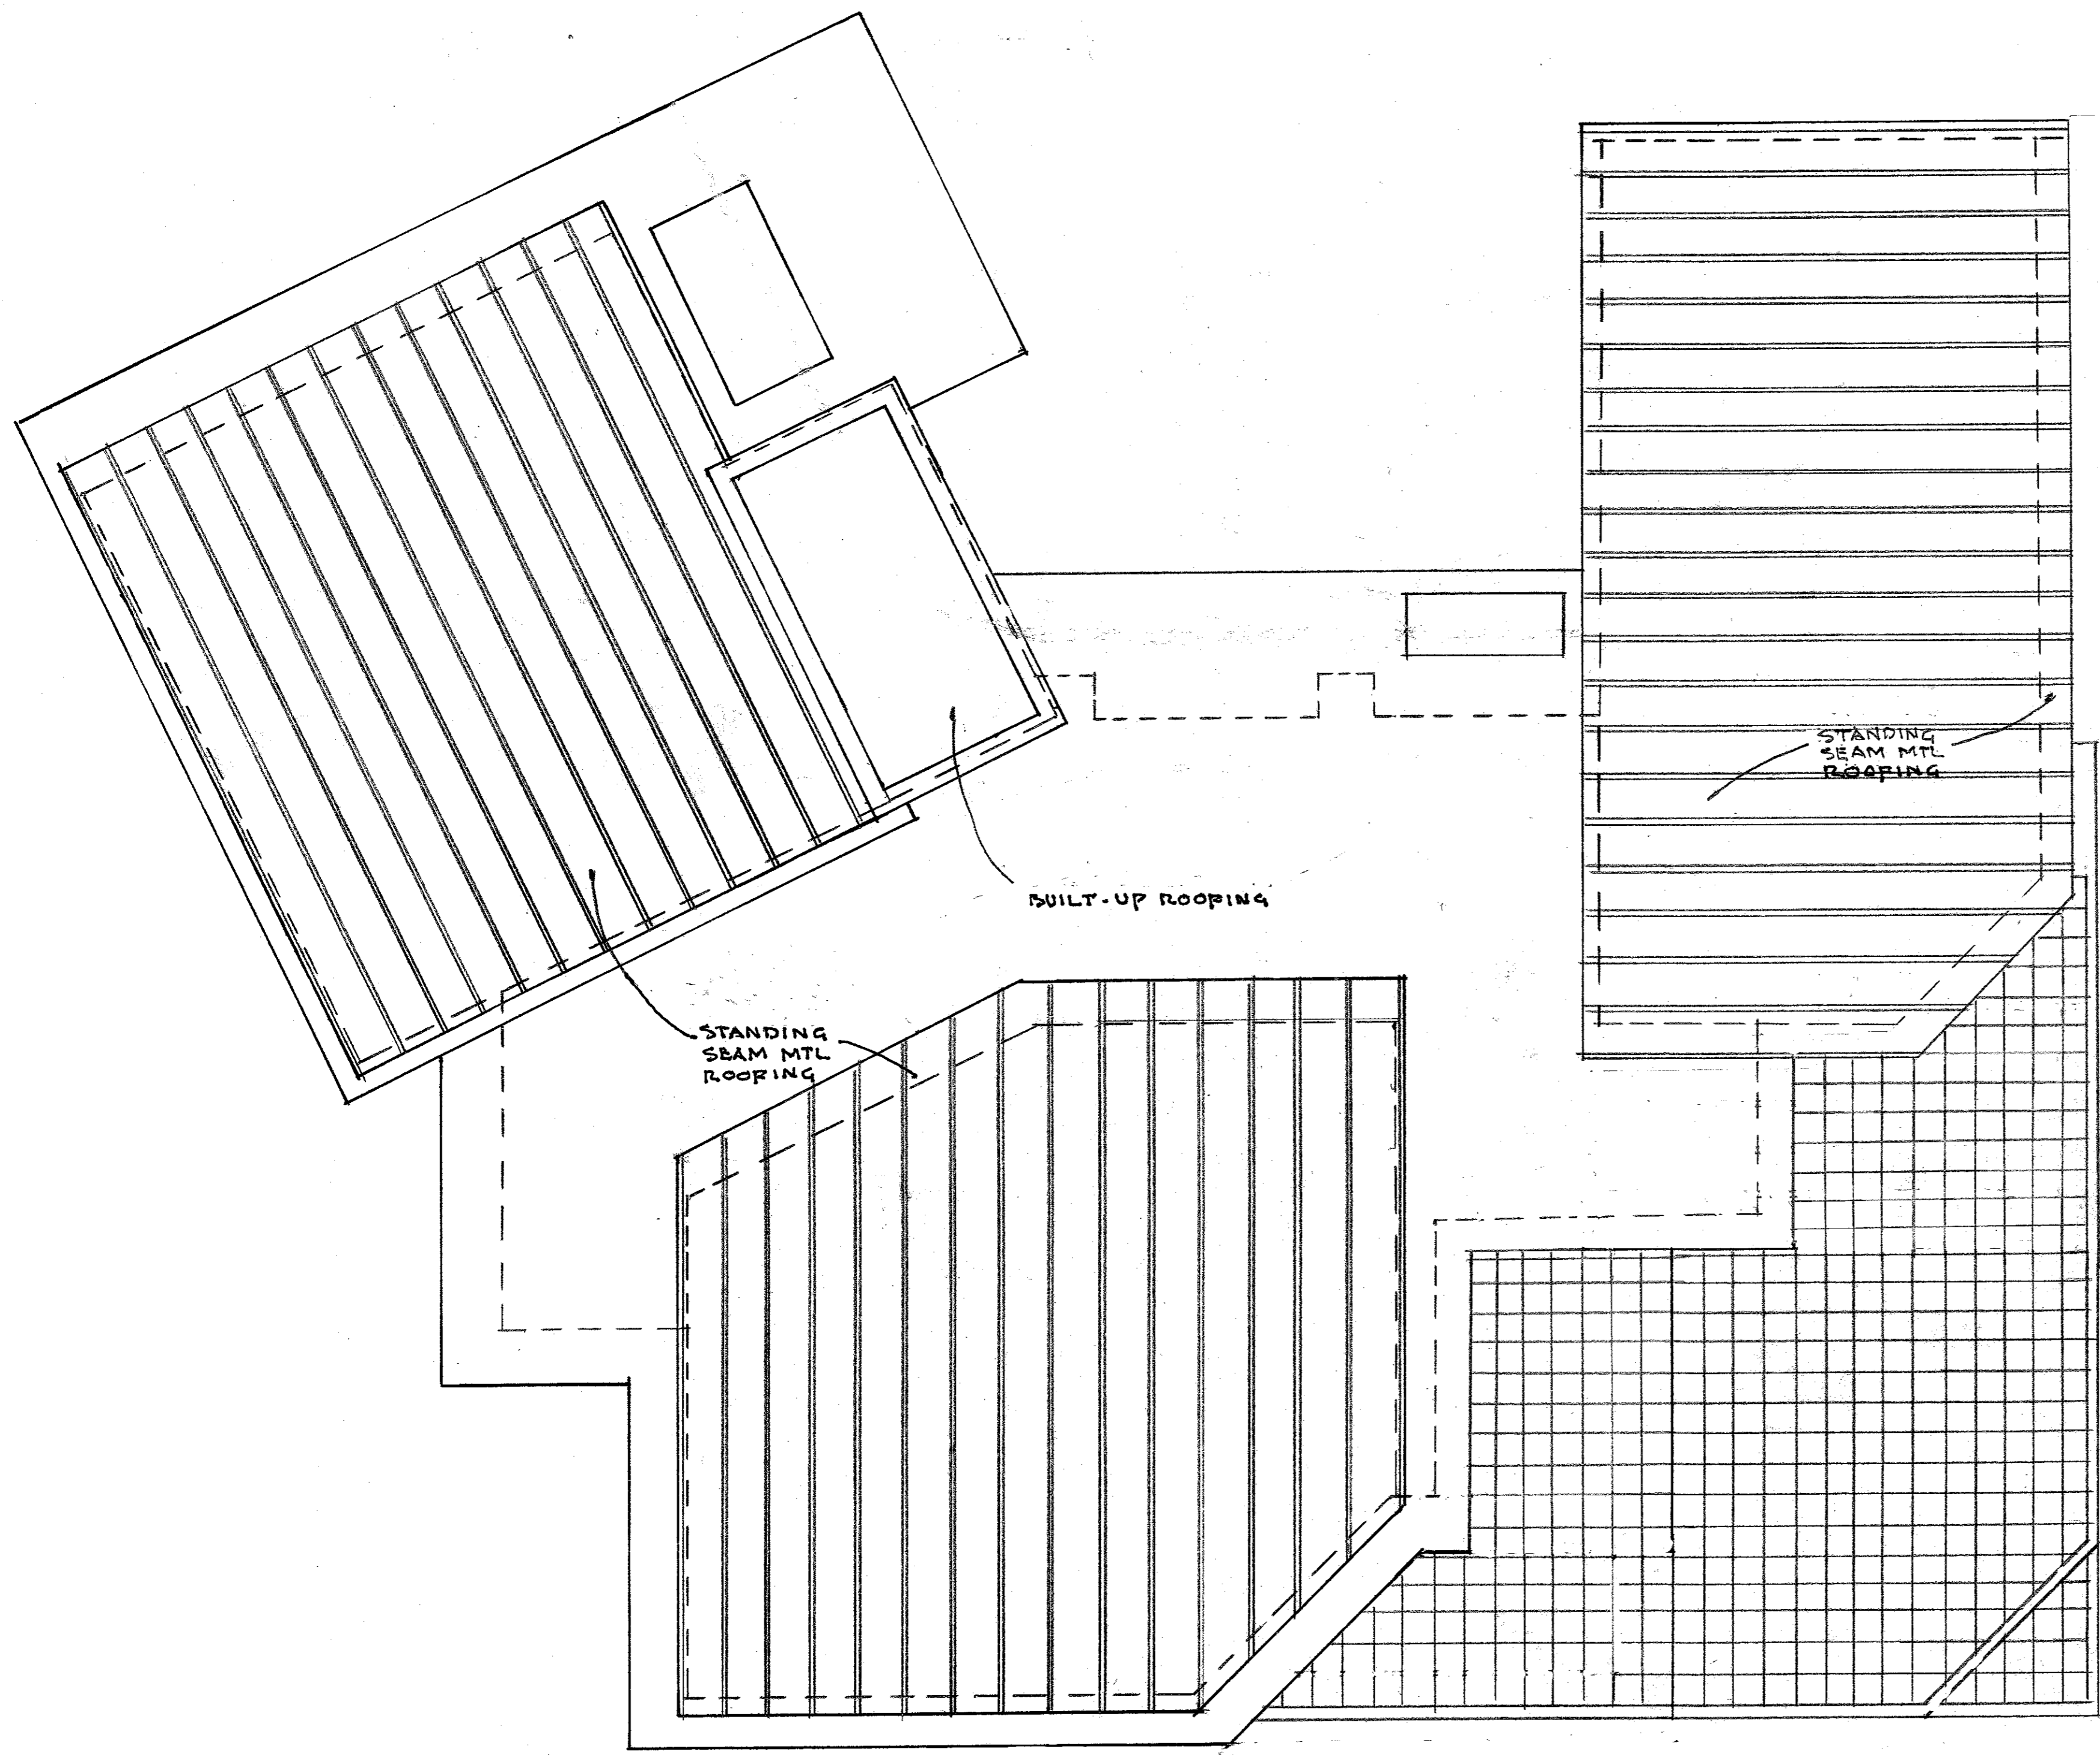 STANDING
SEAM MTL
ROOFING
BUILT-UP ROOFING
STANDING
SEAM MTL
ROOFING